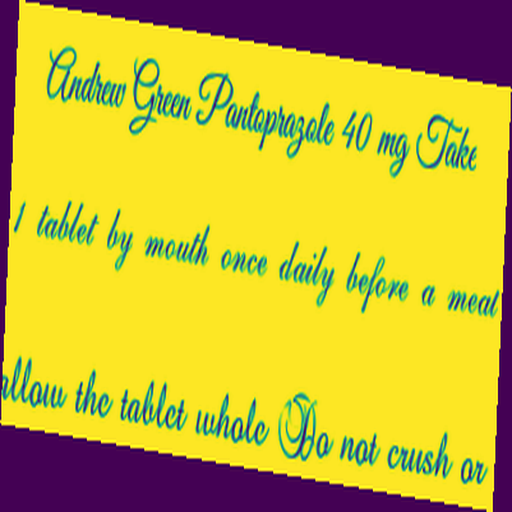 Andrew Green Pantoprazole 40 mg Take
1 tablet by mouth once daily before a meal
allow the tablet whole Do not crush or